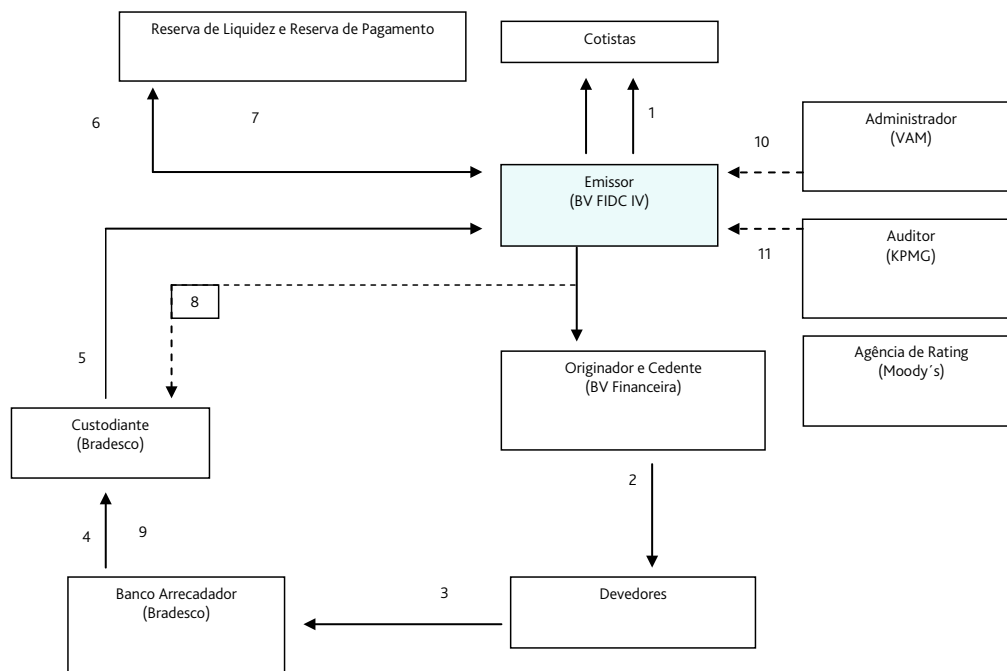 Reserva de Liquidez e Reserva de Pagamento
Cotistas
6
7
1
10
Administrador
(VAM)
Emissor
(BV FIDC IV)
11
Auditor
(KPMG)
8
5
Originador e Cedente
(BV Financeira)
Agência de Rating
(Moody´s)
Custodiante
(Bradesco)
2
4
9
3
Banco Arrecadador
(Bradesco)
Devedores